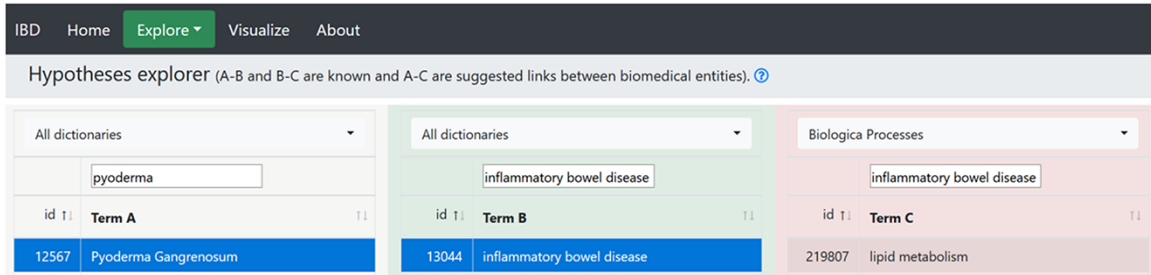 IBD Home Explore Visualize About
Hypotheses explorer (A-B and B-C are known and A-C are suggested links between biomedical entities). ?
All dictionaries All dictionaries Biologica Processes
pyoderma inflammatory bowel disease inflammatory bowel disease
id Term A id Term B id Term C
12567 Pyoderma Gangrenosum 13044 inflammatory bowel disease 219807 lipid metabolism